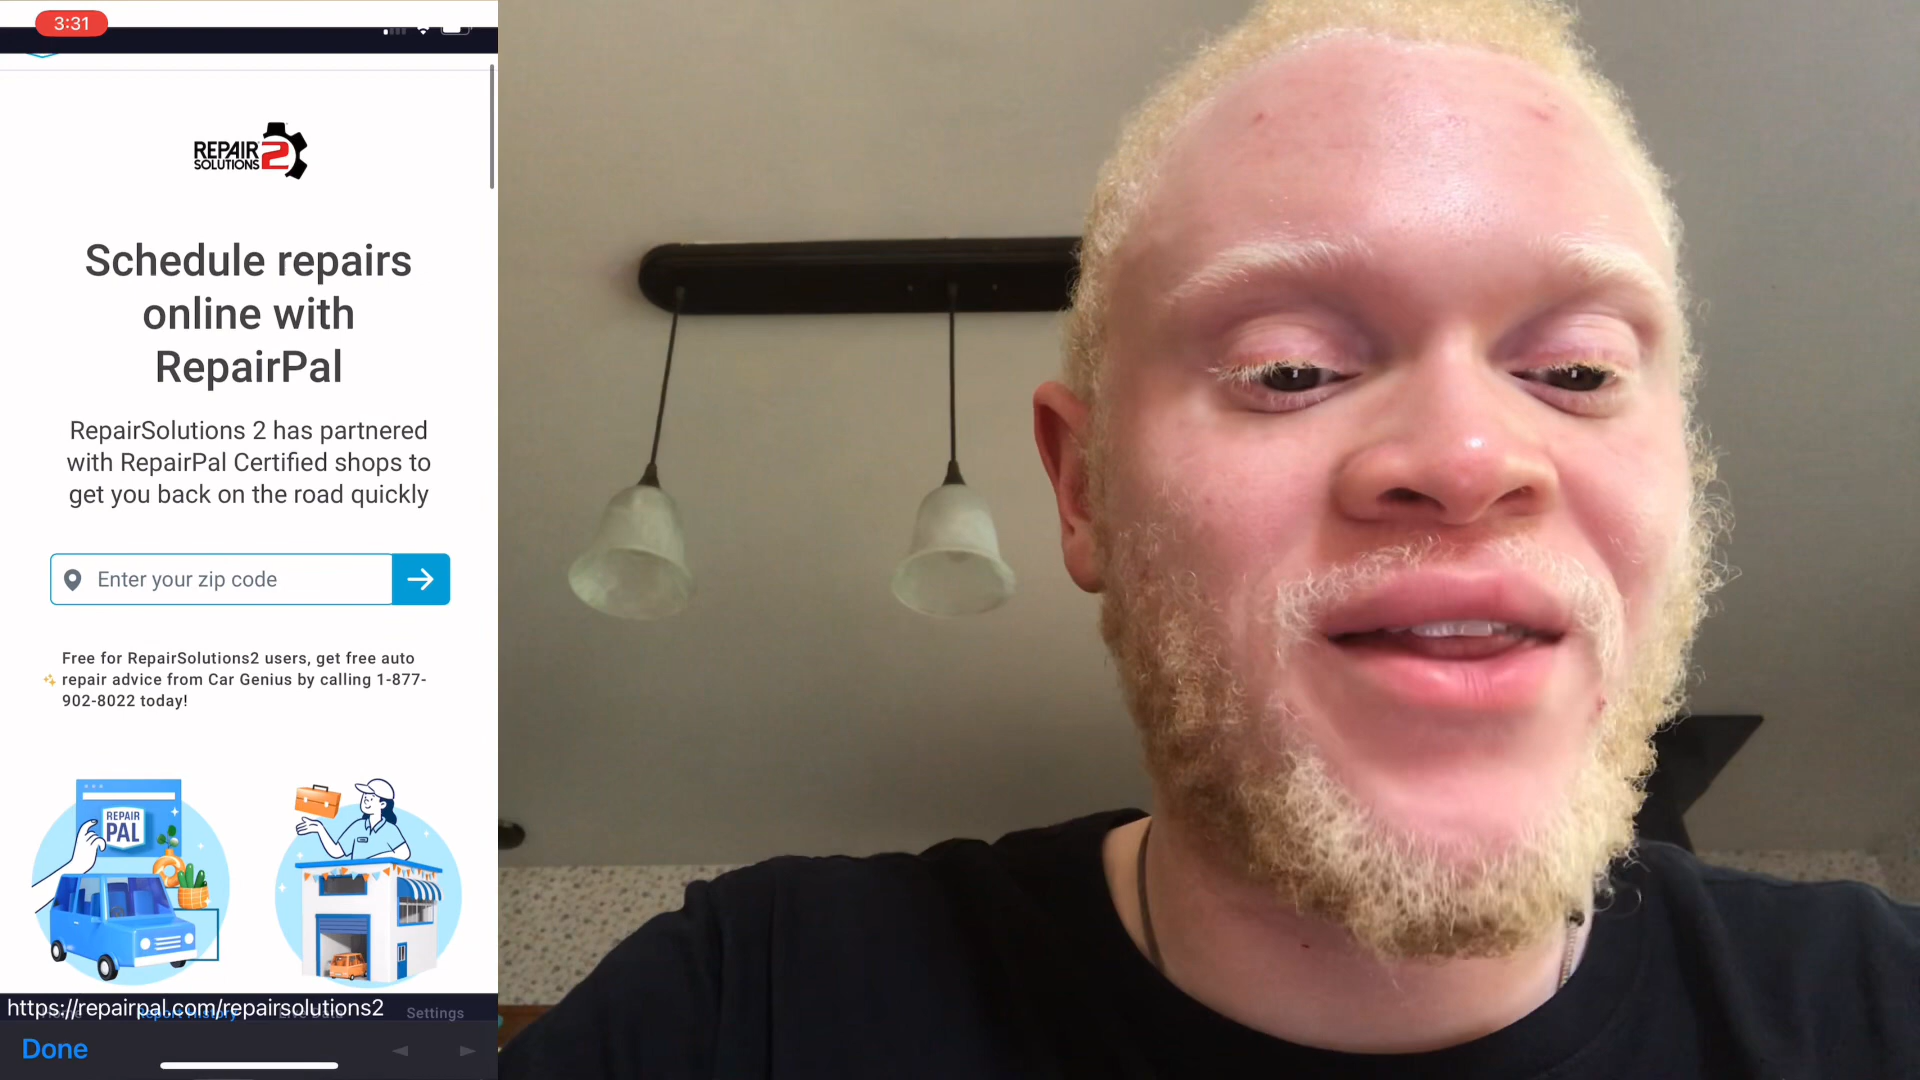 3:31
REPAIR
SOLUTIONS 2
Schedule repairs
online with
RepairPal
RepairSolutions 2 has partnered
with RepairPal Certified shops to
get you back on the road quickly
Enter your zip code
Free for RepairSolutions2 users, get free auto
repair advice from Car Genius by calling 1-877-
902-8022 today!
REPAIR
PAL
https://repairpal.com/repairsolutions2
Report History
Settings
Done